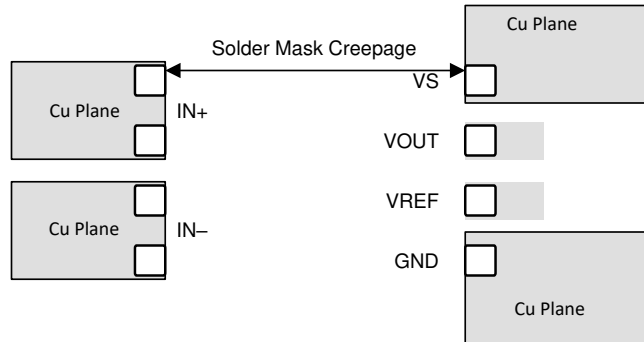 Cu Plane
Solder Mask Creepage
VS
Cu Plane
IN+
VOUT
VREF
Cu Plane
IN–
GND
Cu Plane